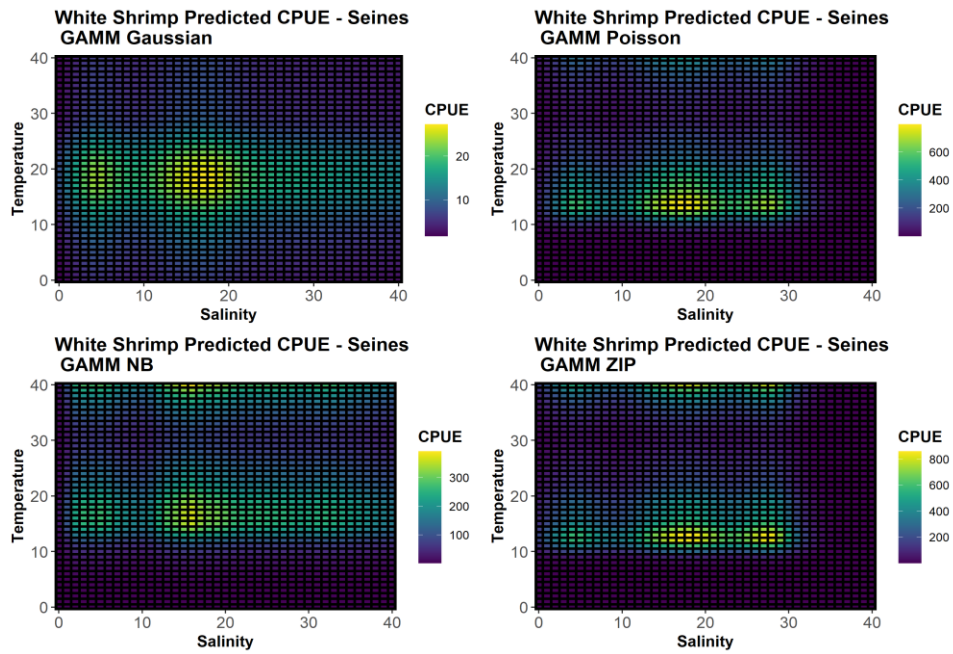 White Shrimp Predicted CPUE - Seines
GAMM Gaussian
40
30
20
10
0
Temperature
0 10 20 30 40
Salinity
CPUE
20
10
White Shrimp Predicted CPUE - Seines
GAMM Poisson
40
30
20
10
0
Temperature
0 10 20 30 40
Salinity
CPUE
600
400
200
White Shrimp Predicted CPUE - Seines
GAMM NB
40
30
20
10
0
Temperature
0 10 20 30 40
Salinity
CPUE
300
200
100
White Shrimp Predicted CPUE - Seines
GAMM ZIP
40
30
20
10
0
Temperature
0 10 20 30 40
Salinity
CPUE
800
600
400
200